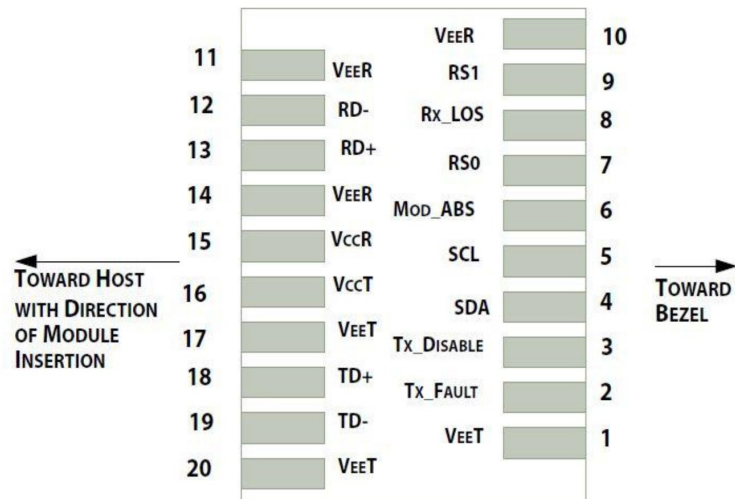 11 VEER
12 RD-
13 RD+
14 VEER
15 VCCR
16 VCCT
17 VEET
18 TD+
19 TD-
20 VEET
TOWARD HOST
WITH DIRECTION
OF MODULE
INSERTION
VEER 10
RS1 9
RX_LOS 8
RS0 7
MOD_ABS 6
SCL 5
SDA 4
TX_DISABLE 3
TX_FAULT 2
VEET 1
TOWARD
BEZEL